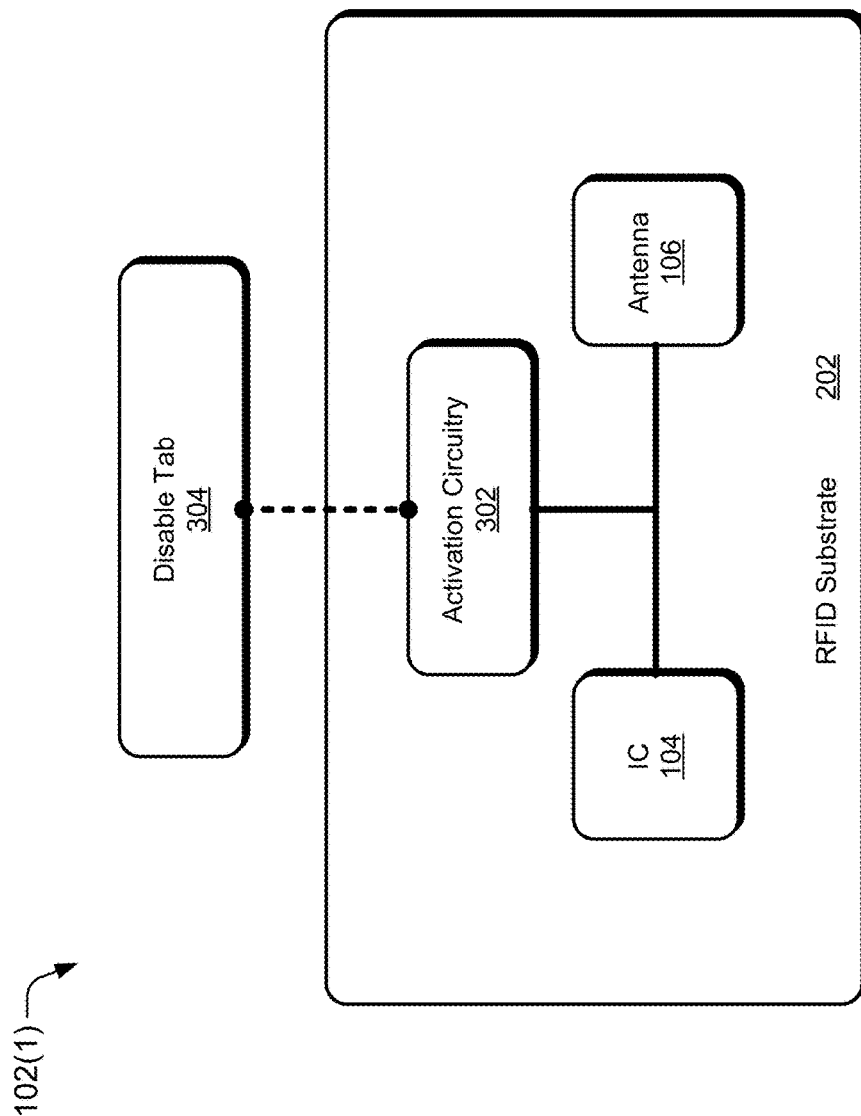 102(1)
Disable Tab
304
Activation Circuitry
302
IC
104
Antenna
106
RFID Substrate 202